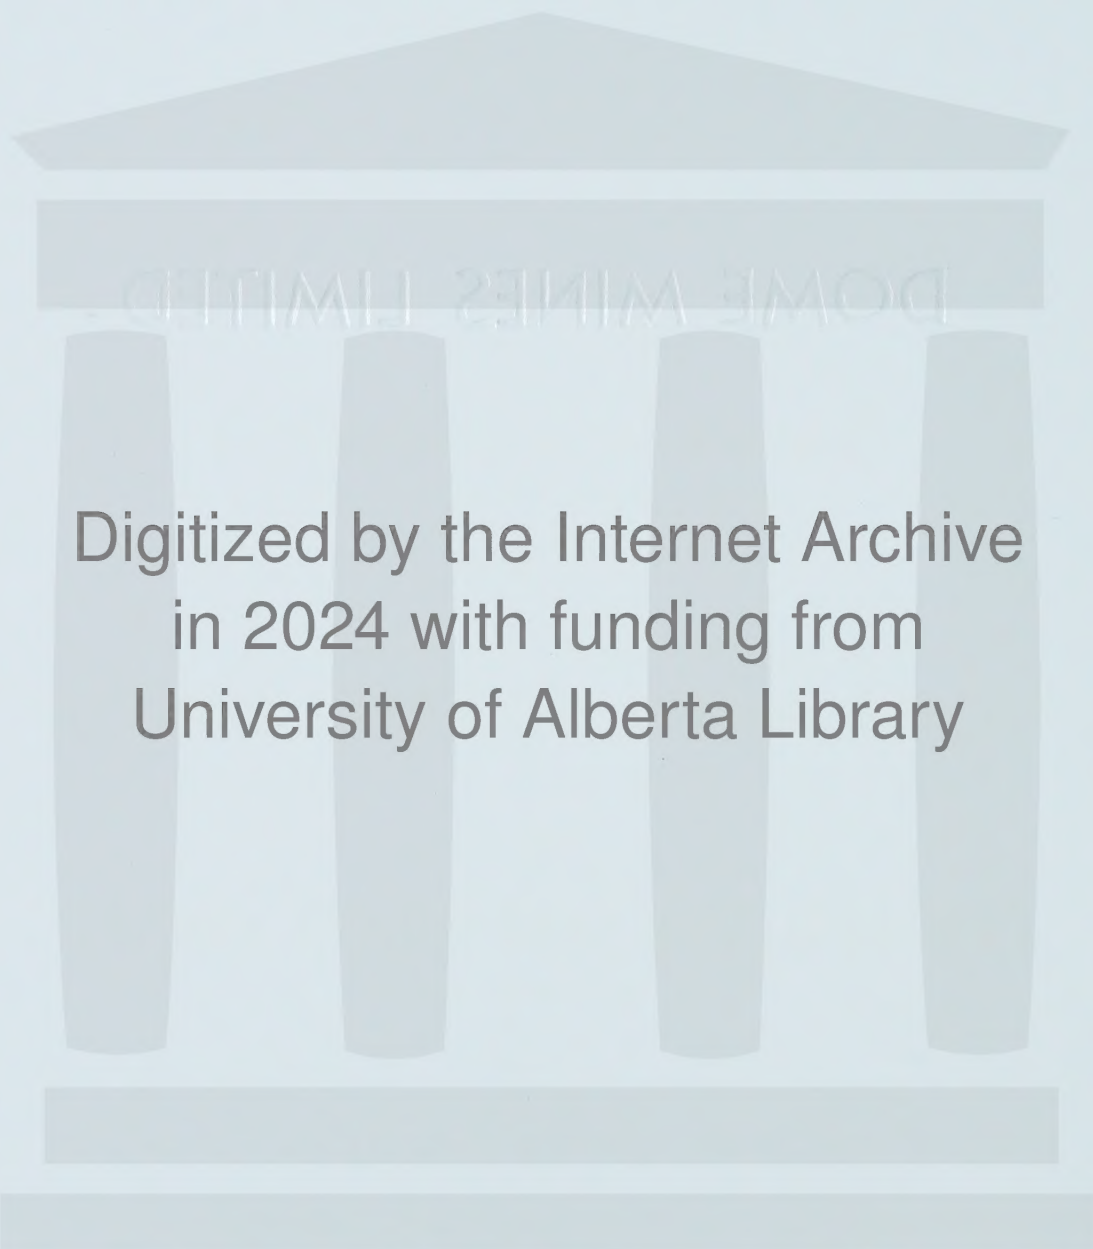 DOME MINES LIMITED
Digitized by the Internet Archive
in 2024 with funding from
University of Alberta Library